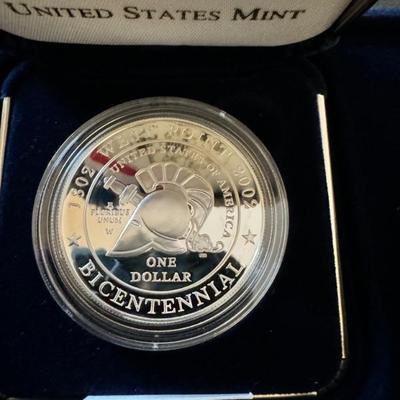 UNITED STATES MINT
1802 WEST POINT 2002
UNITED STATES OF AMERICA
E
PLURIBUS
UNUM
W
ONE
DOLLAR
BICENTENNIAL